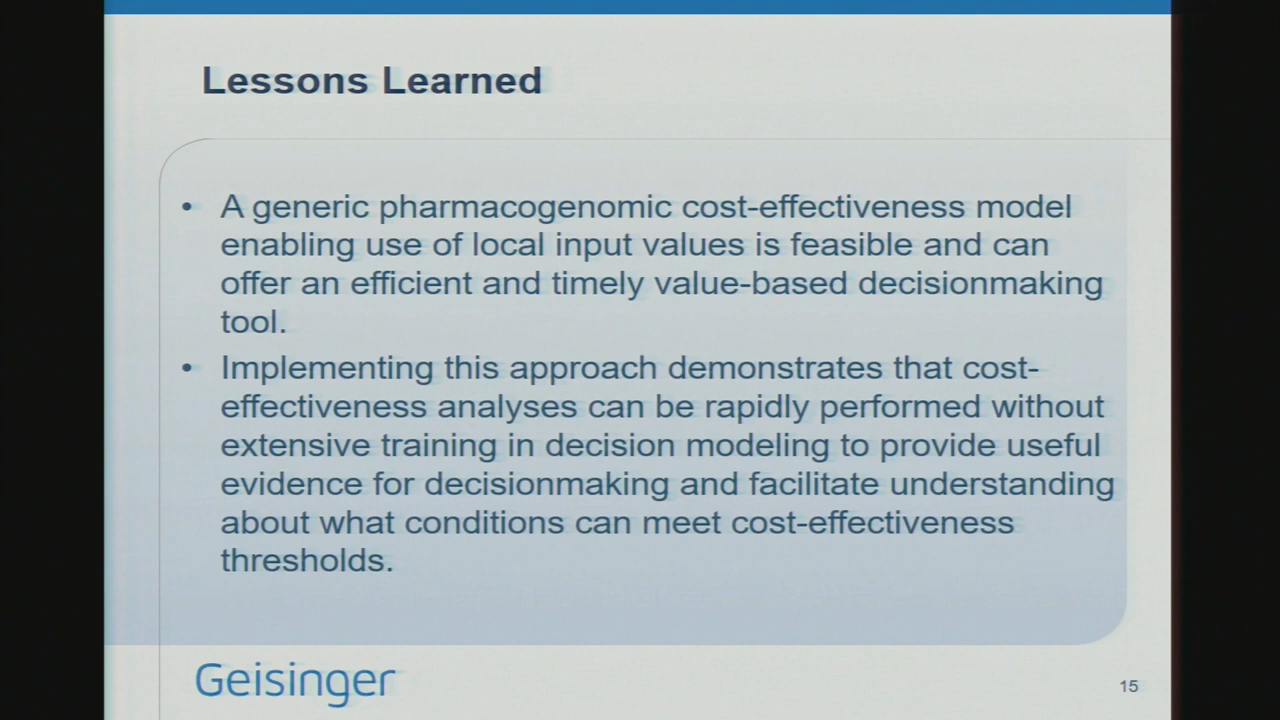 Lessons Learned
• A generic pharmacogenomic cost-effectiveness model
enabling use of local input values is feasible and can
offer an efficient and timely value-based decisionmaking
tool.
• Implementing this approach demonstrates that cost-
effectiveness analyses can be rapidly performed without
extensive training in decision modeling to provide useful
evidence for decisionmaking and facilitate understanding
about what conditions can meet cost-effectiveness
thresholds.
Geisinger
15